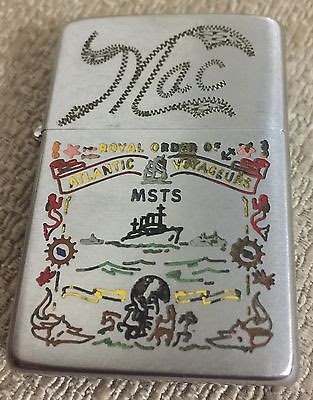 Mac
ROYAL ORDER OF
ATLANTIC VOYAGEURS
MSTS